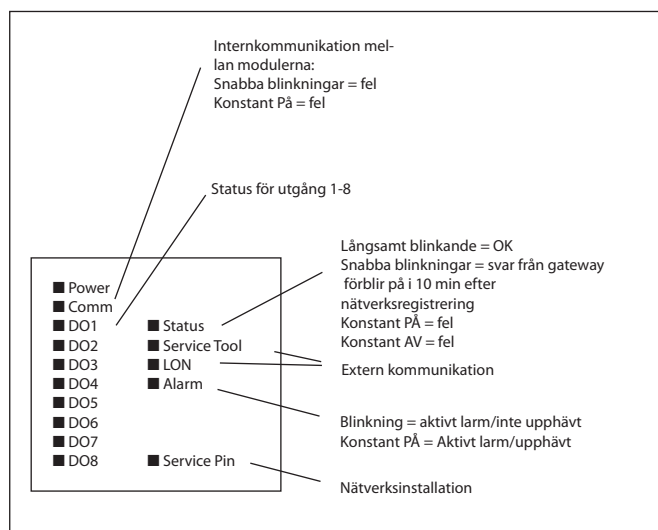 Internkommunikation mel-
lan modulerna:
Snabba blinkningar = fel
Konstant På = fel
Status för utgång 1-8
Långsamt blinkande = OK
Snabba blinkningar = svar från gateway
förblir på i 10 min efter
nätverksregistrering
Konstant PÅ = fel
Konstant AV = fel
Extern kommunikation
Blinkning = aktivt larm/inte upphävt
Konstant PÅ = Aktivt larm/upphävt
Nätverksinstallation
Power
Comm
DO1
DO2
DO3
DO4
DO5
DO6
DO7
DO8
Status
Service Tool
LON
Alarm
Service Pin